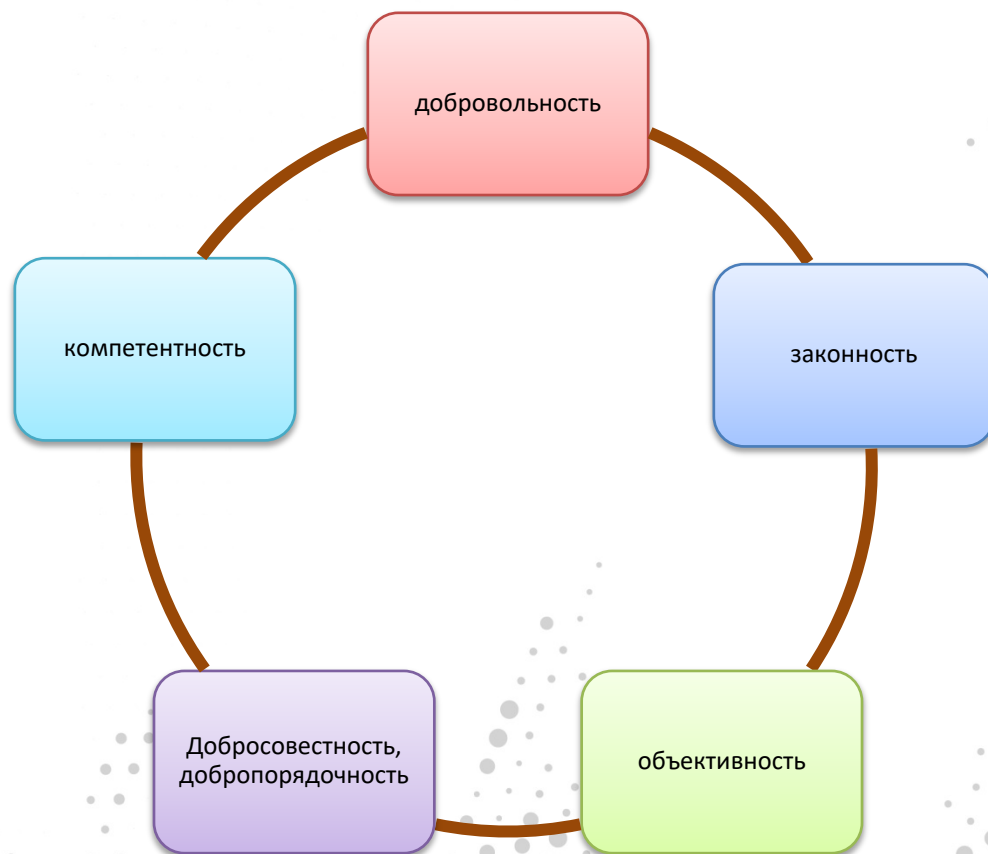 добровольность
компетентность
законность
Добросовестность,
добропорядочность
объективность